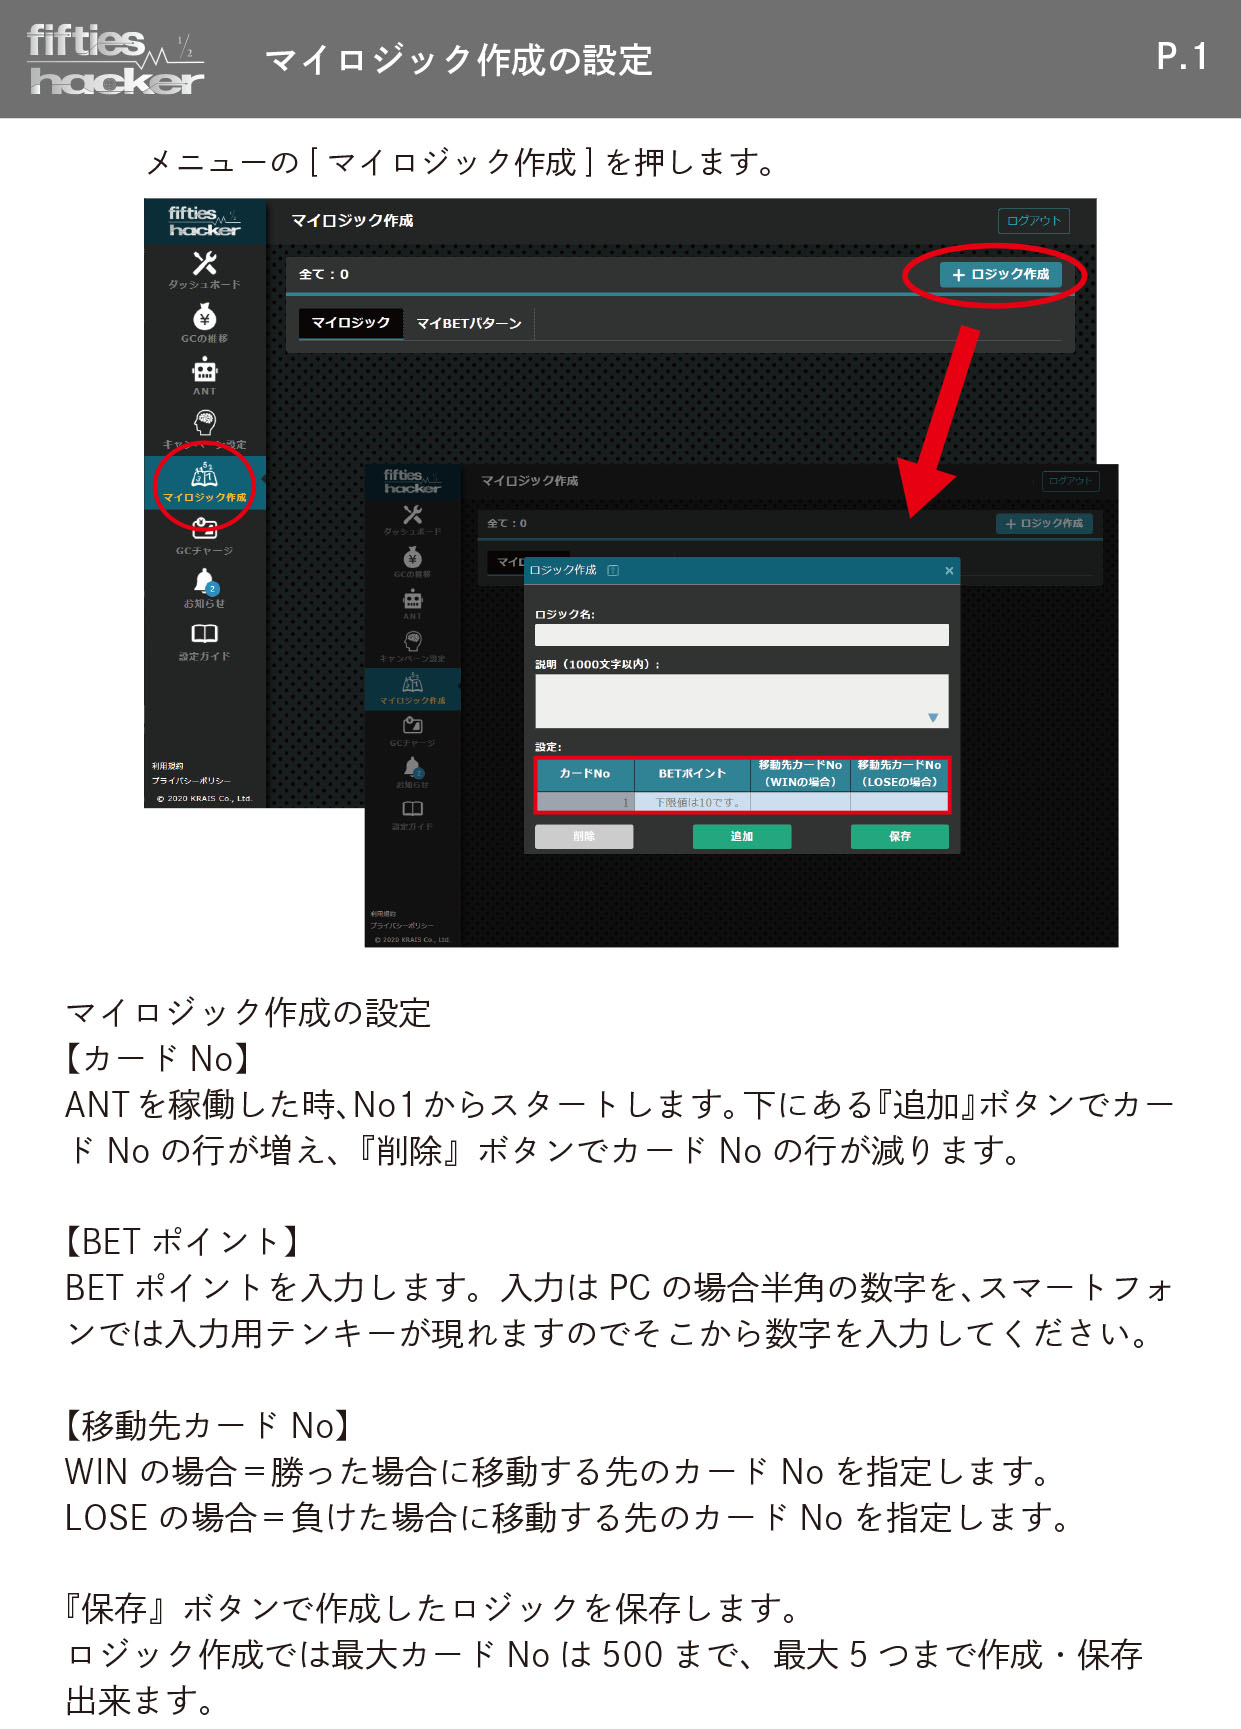 fifties 1/2
hacker
マイロジック作成の設定
P.1
メニューの [ マイロジック作成 ] を押します。
fifties 1/2
hacker
マイロジック作成
ログアウト
ダッシュボード
GCの推移
ANT
キャンペーン設定
マイロジック作成
GCチャージ
2
お知らせ
設定ガイド
利用規約
プライバシーポリシー
© 2020 KRAIS Co., Ltd.
全て : 0
+ ロジック作成
マイロジック
マイBETパターン
fifties
hacker
マイロジック作成
ログアウト
ダッシュボード
GCの推移
ANT
キャンペーン設定
マイロジック作成
GCチャージ
お知らせ
設定ガイド
利用規約
プライバシーポリシー
© 2020 KRAIS Co., Ltd.
全て : 0
+ ロジック作成
マイロ
ロジック作成
×
ロジック名:
説明（1000文字以内）:
設定:
カードNo
BETポイント
移動先カードNo
（WINの場合）
移動先カードNo
（LOSEの場合）
1
下限値は10です。
削除
追加
保存
マイロジック作成の設定
【カード No】
ANT を稼働した時、No1 からスタートします。下にある『追加』ボタンでカー
ド No の行が増え、『削除』ボタンでカード No の行が減ります。
【BET ポイント】
BET ポイントを入力します。入力は PC の場合半角の数字を、スマートフォ
ンでは入力用テンキーが現れますのでそこから数字を入力してください。
【移動先カード No】
WIN の場合＝勝った場合に移動する先のカード No を指定します。
LOSE の場合＝負けた場合に移動する先のカード No を指定します。
『保存』ボタンで作成したロジックを保存します。
ロジック作成では最大カード No は 500 まで、最大 5 つまで作成・保存
出来ます。